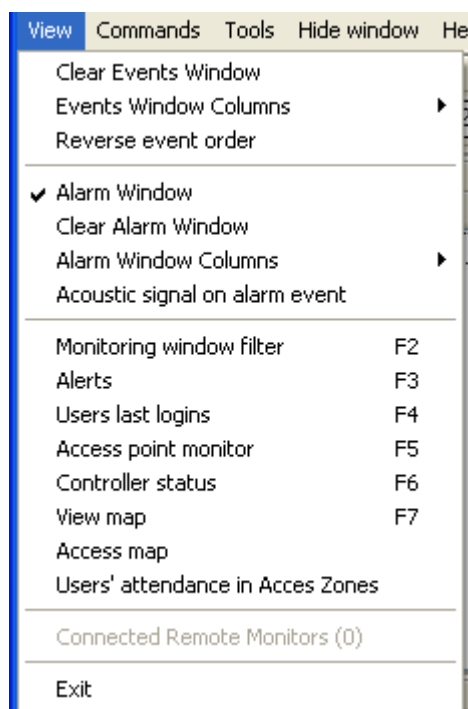 View Commands Tools Hide window He
Clear Events Window
Events Window Columns
Reverse event order
Alarm Window
Clear Alarm Window
Alarm Window Columns
Acoustic signal on alarm event
Monitoring window filter F2
Alerts F3
Users last logins F4
Access point monitor F5
Controller status F6
View map F7
Access map
Users' attendance in Acces Zones
Connected Remote Monitors (0)
Exit